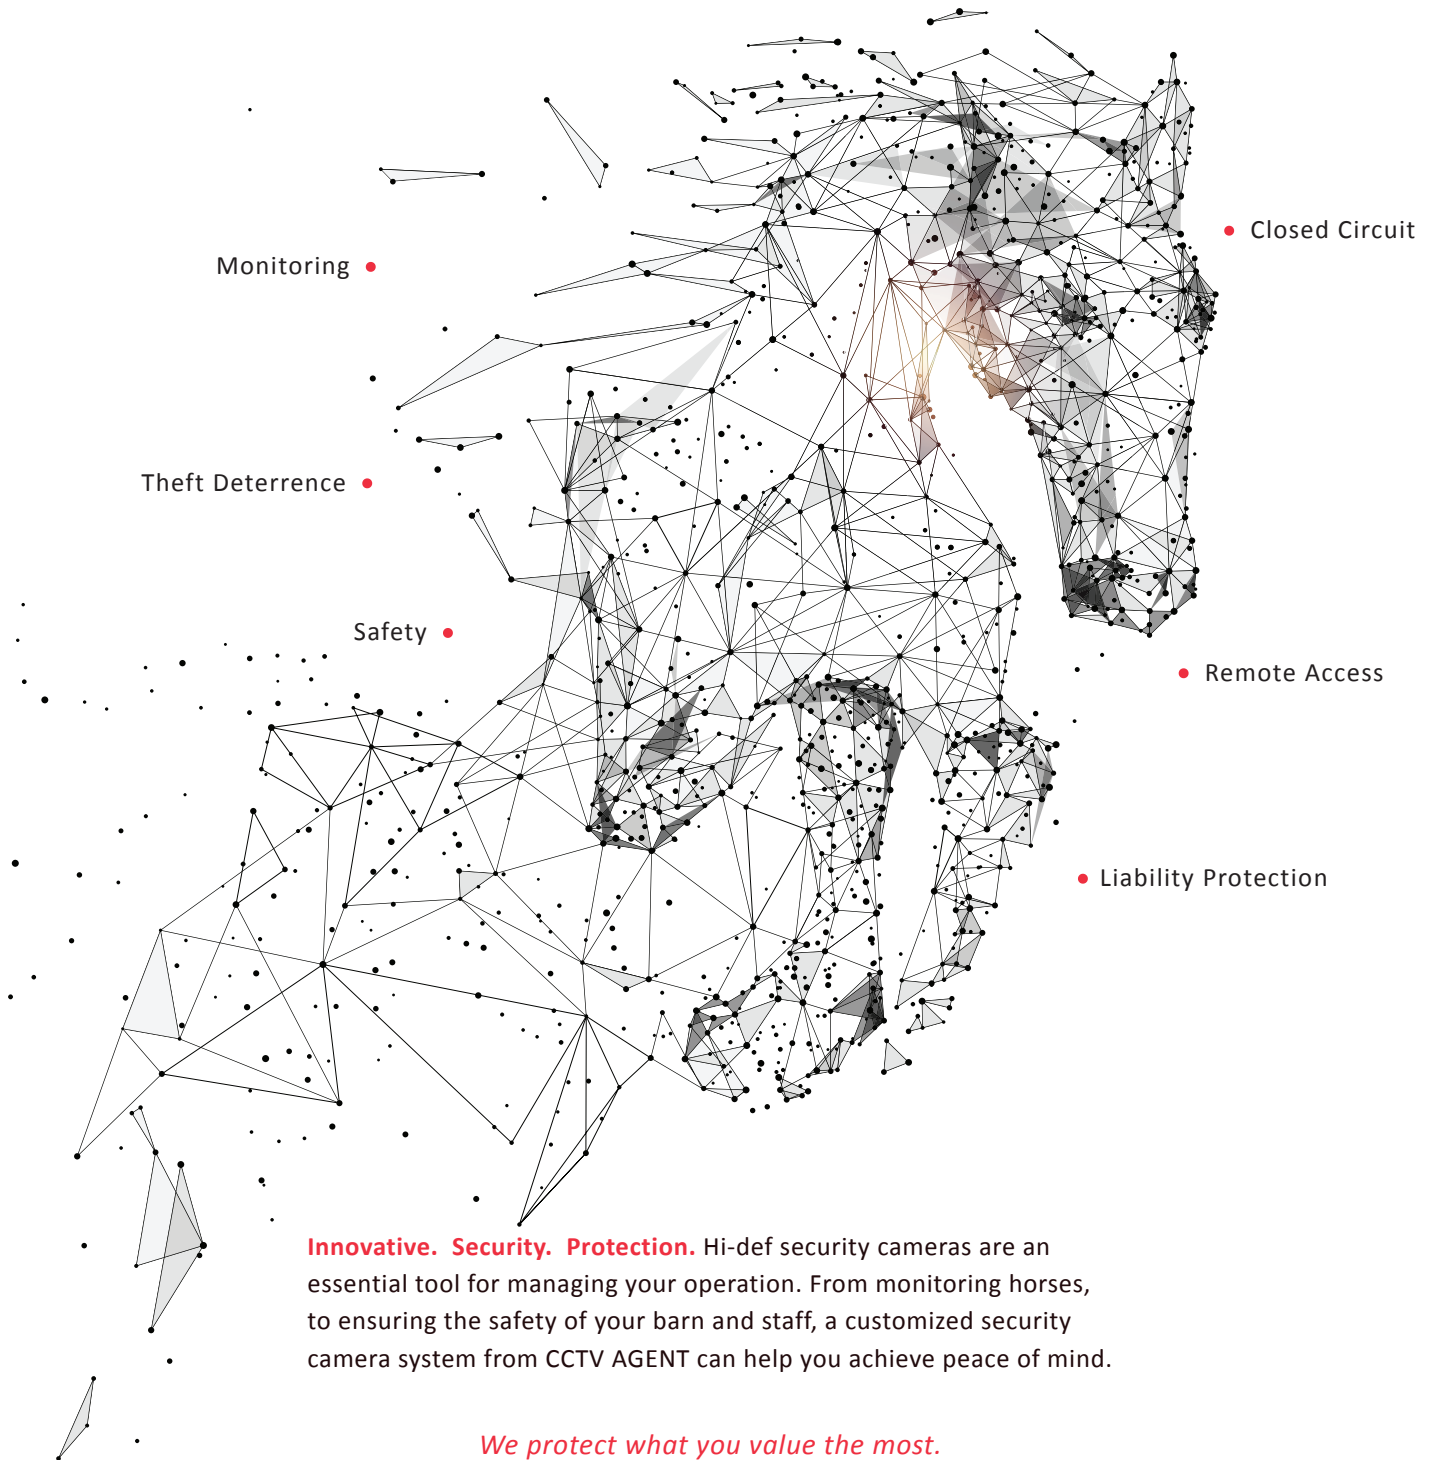 Closed Circuit
Monitoring
Theft Deterrence
Safety
Remote Access
Liability Protection
Innovative. Security. Protection. Hi-def security cameras are an
essential tool for managing your operation. From monitoring horses,
to ensuring the safety of your barn and staff, a customized security
camera system from CCTV AGENT can help you achieve peace of mind.
We protect what you value the most.